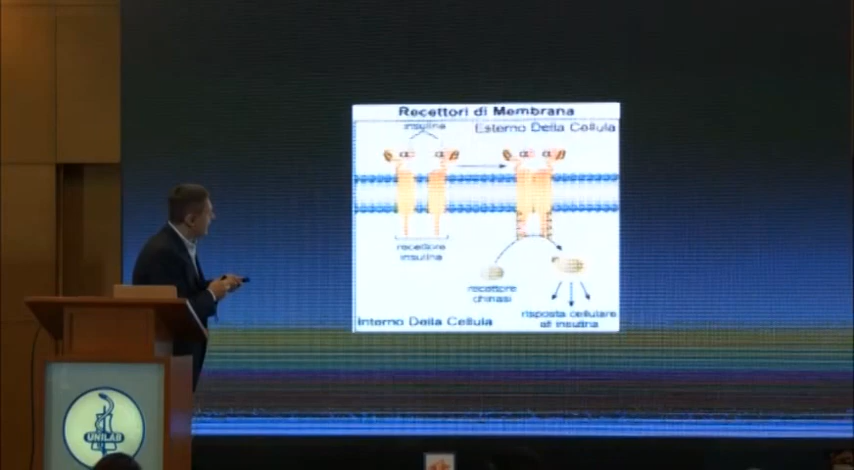 Recettori di Membrana
insulina
Esterno Della Cellula
recettore
insulina
recettore
chinasi
risposta cellulare
all insulina
Interno Della Cellula
UNILAB